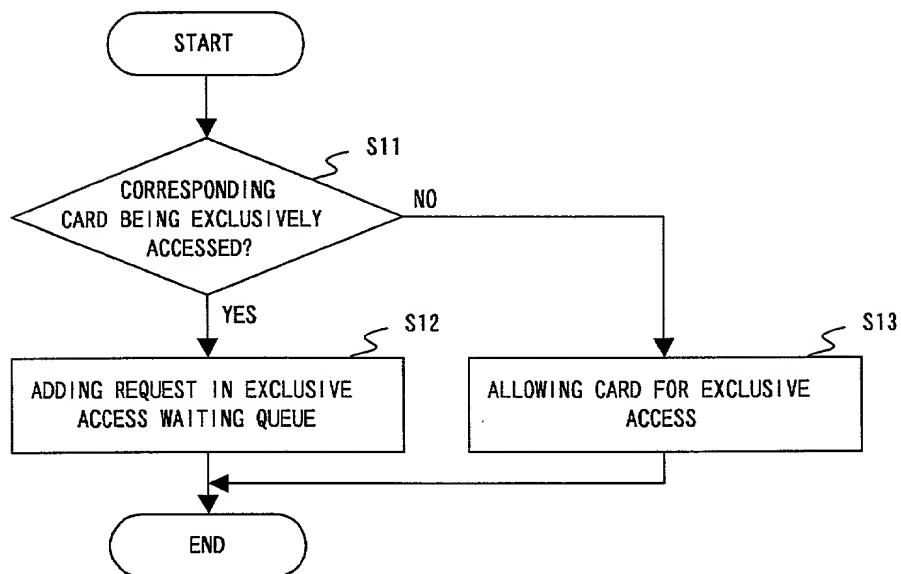 START
S11
CORRESPONDING
CARD BEING EXCLUSIVELY
ACCESSED?
NO
YES
S12
S13
ADDING REQUEST IN EXCLUSIVE
ACCESS WAITING QUEUE
ALLOWING CARD FOR EXCLUSIVE
ACCESS
END